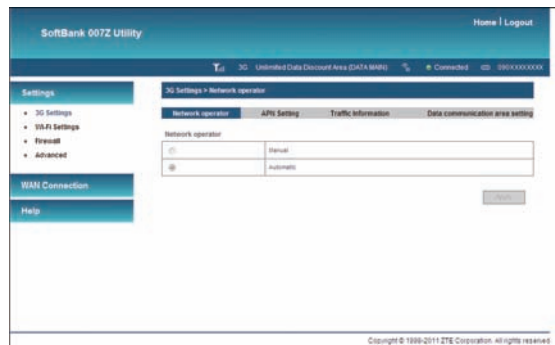 Home | Logout
SoftBank 007Z Utility
3G Unlimited Data Discount Area (DATA MAIN) Connected 080XXXXXXXX
Settings
3G Settings > Network operator
3G Settings
Wi-Fi Settings
Firewall
Advanced
Network operator APN Setting Traffic Information Data communication area setting
Network operator
Manual
Automatic
Apply
WAN Connection
Help
Copyright © 1998-2011 ZTE Corporation. All rights reserved